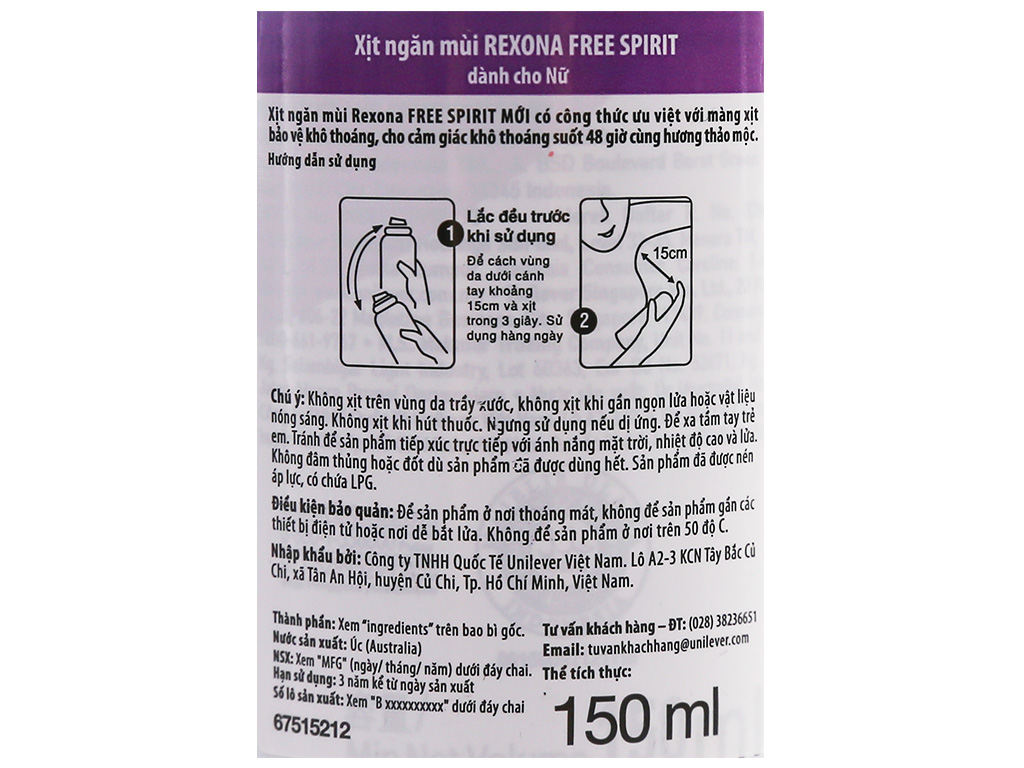 Xịt ngăn mùi REXONA FREE SPIRIT
dành cho Nữ
Xịt ngăn mùi Rexona FREE SPIRIT MỚI có công thức ưu việt với màng xịt
bảo vệ khô thoáng, cho cảm giác khô thoáng suốt 48 giờ cùng hương thảo mộc.
Hướng dẫn sử dụng
1
Lắc đều trước
khi sử dụng
Để cách vùng
da dưới cánh
tay khoảng
15cm và xịt
trong 3 giây. Sử
dụng hàng ngày
2
15cm
Chú ý: Không xịt trên vùng da trầy xước, không xịt khi gần ngọn lửa hoặc vật liệu
nóng sáng. Không xịt khi hút thuốc. Ngưng sử dụng nếu dị ứng. Để xa tầm tay trẻ
em. Tránh để sản phẩm tiếp xúc trực tiếp với ánh nắng mặt trời, nhiệt độ cao và lửa.
Không đâm thủng hoặc đốt dù sản phẩm đã được dùng hết. Sản phẩm đã được nén
áp lực, có chứa LPG.
Điều kiện bảo quản: Để sản phẩm ở nơi thoáng mát, không để sản phẩm gần các
thiết bị điện tử hoặc nơi dễ bắt lửa. Không để sản phẩm ở nơi trên 50 độ C.
Nhập khẩu bởi: Công ty TNHH Quốc Tế Unilever Việt Nam. Lô A2-3 KCN Tây Bắc Củ
Chi, xã Tân An Hội, huyện Củ Chi, Tp. Hồ Chí Minh, Việt Nam.
Thành phần: Xem "ingredients" trên bao bì gốc.
Nước sản xuất: Úc (Australia)
NSX: Xem "MFG" (ngày/ tháng/ năm) dưới đáy chai.
Hạn sử dụng: 3 năm kể từ ngày sản xuất
Số lô sản xuất: Xem "B xxxxxxxxxx" dưới đáy chai
67515212
Tư vấn khách hàng – ĐT: (028) 38236651
Email: tuvankhachhang@unilever.com
Thể tích thực:
150 ml